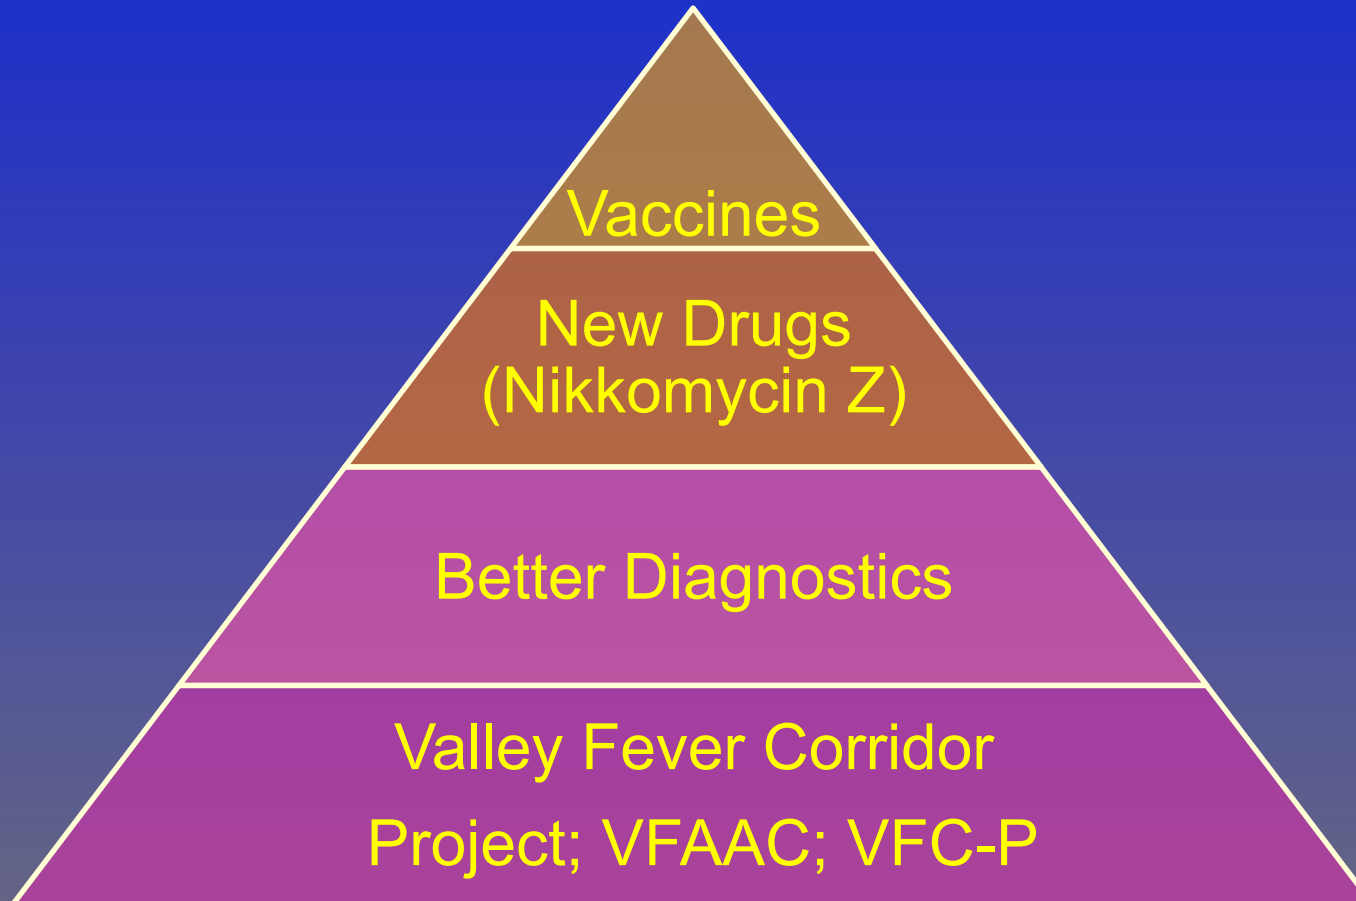 Vaccines
New Drugs
(Nikkomycin Z)
Better Diagnostics
Valley Fever Corridor
Project; VFAAC; VFC-P